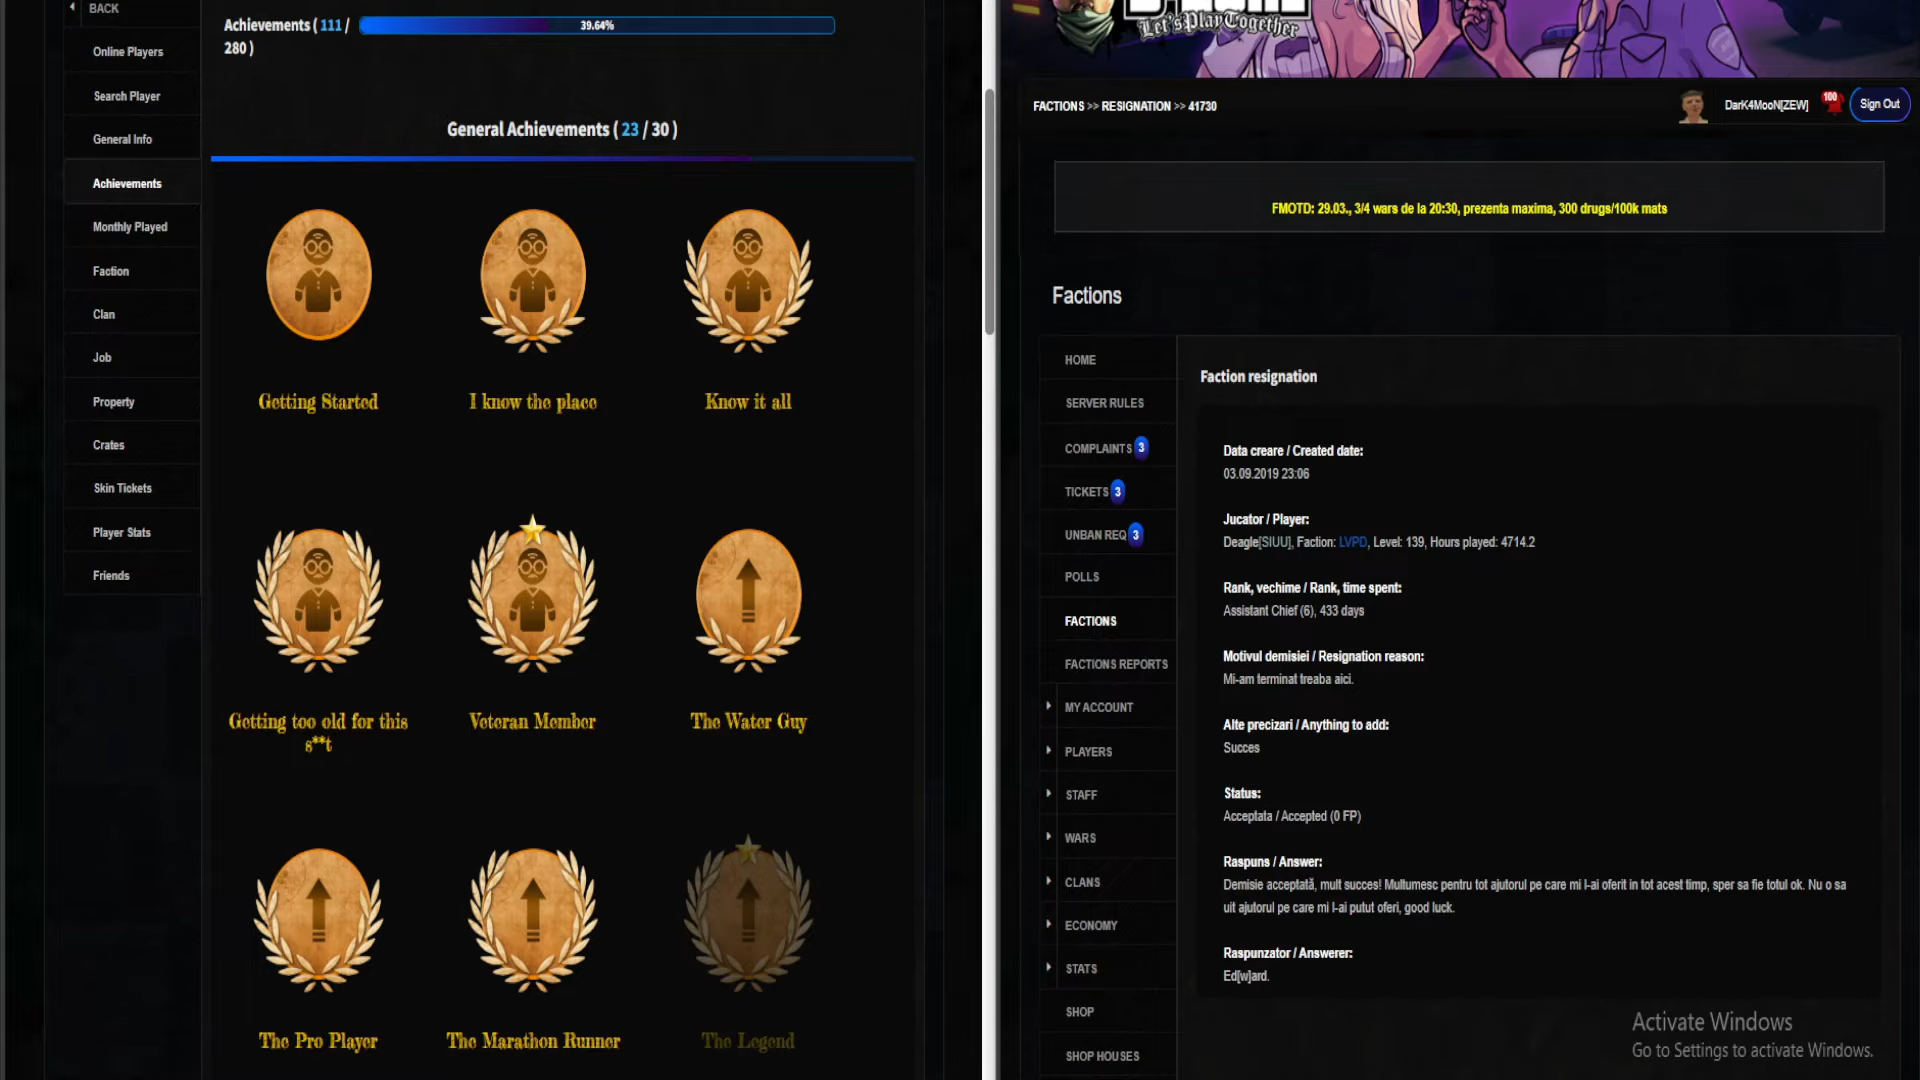 BACK
Online Players
Search Player
General Info
Achievements
Monthly Played
Faction
Clan
Job
Property
Crates
Skin Tickets
Player Stats
Friends
Achievements ( 111 /
280 )
39.64%
General Achievements ( 23 / 30 )
Getting Started
I know the place
Know it all
Getting too old for this
s**t
Veteran Member
The Water Guy
The Pro Player
The Marathon Runner
The Legend
Let's Play Together
FACTIONS >> RESIGNATION >> 41730
DarK4MooN[ZEW]
100
Sign Out
FMOTD: 29.03., 3/4 wars de la 20:30, prezenta maxima, 300 drugs/100k mats
Factions
HOME
SERVER RULES
COMPLAINTS 3
TICKETS 3
UNBAN REQ 3
POLLS
FACTIONS
FACTIONS REPORTS
MY ACCOUNT
PLAYERS
STAFF
WARS
CLANS
ECONOMY
STATS
SHOP
SHOP HOUSES
Faction resignation
Data creare / Created date:
03.09.2019 23:06
Jucator / Player:
Deagle[SIUU], Faction: LVPD, Level: 139, Hours played: 4714.2
Rank, vechime / Rank, time spent:
Assistant Chief (6), 433 days
Motivul demisiei / Resignation reason:
Mi-am terminat treaba aici.
Alte precizari / Anything to add:
Succes
Status:
Acceptata / Accepted (0 FP)
Raspuns / Answer:
Demisie acceptată, mult succes! Multumesc pentru tot ajutorul pe care mi l-ai oferit in tot acest timp, sper sa fie totul ok. Nu o sa
uit ajutorul pe care mi l-ai putut oferi, good luck.
Raspunzator / Answerer:
Ed[w]ard.
Activate Windows
Go to Settings to activate Windows.